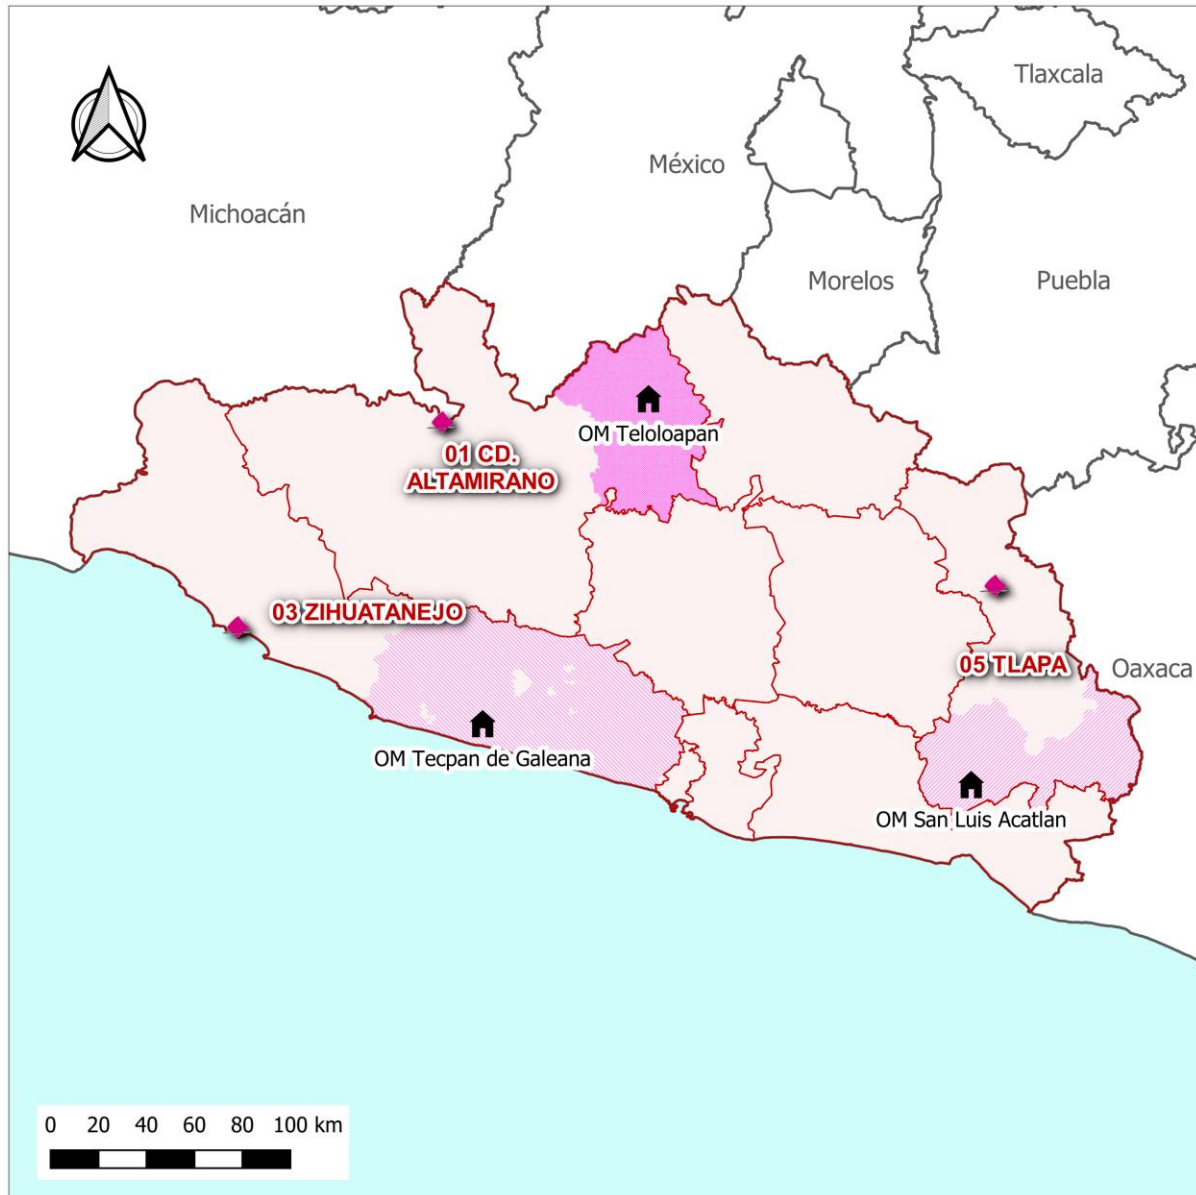 Tlaxcala
México
Michoacán
Morelos
Puebla
OM Teloloapan
01 CD.
ALTAMIRANO
03 ZIHUATANEJO
05 TLAPA
Oaxaca
OM Tecpan de Galeana
OM San Luis Acatlan
0 20 40 60 80 100 km